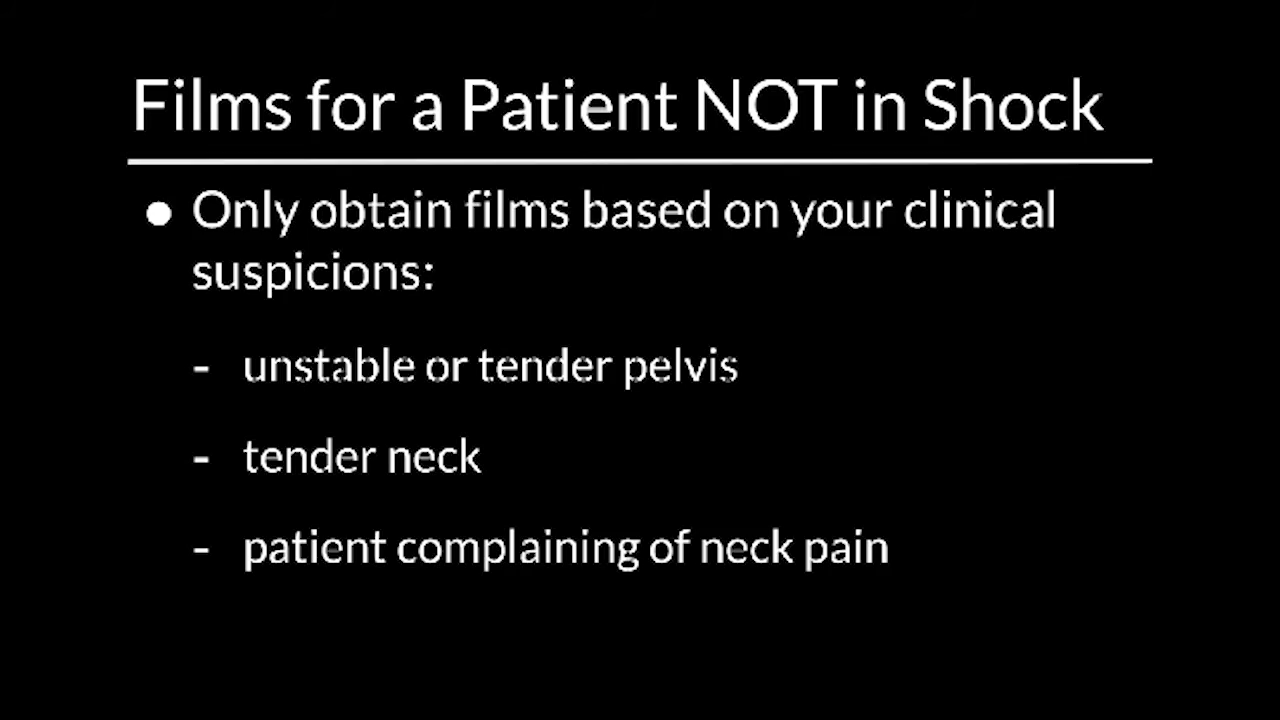 Films for a Patient NOT in Shock
● Only obtain films based on your clinical
suspicions:
- unstable or tender pelvis
- tender neck
- patient complaining of neck pain